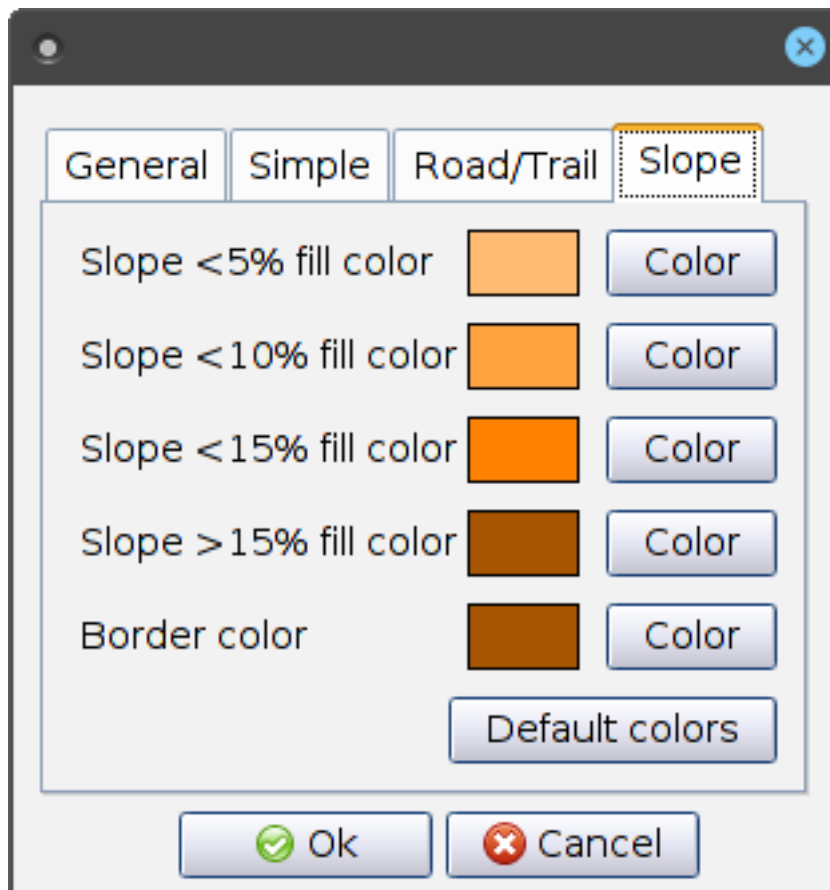 General Simple Road/Trail Slope
Slope <5% fill color Color
Slope <10% fill color Color
Slope <15% fill color Color
Slope >15% fill color Color
Border color Color
Default colors
Ok Cancel